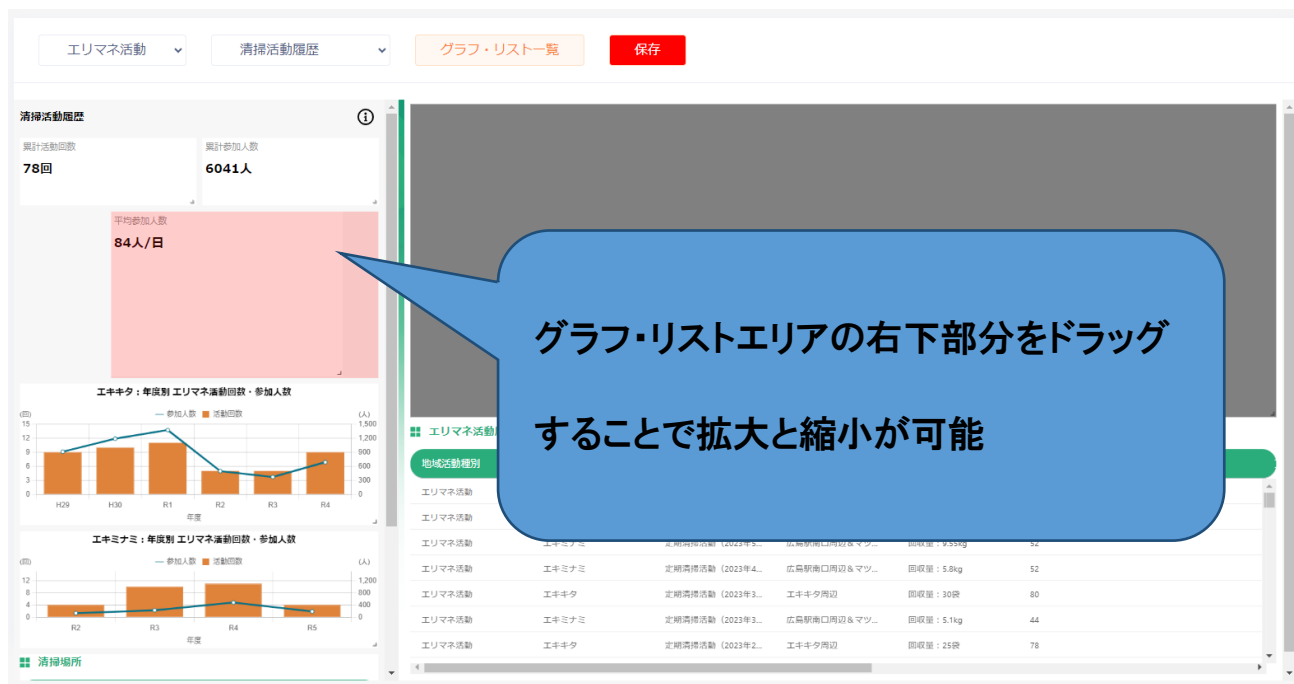 エリマネ活動
清掃活動履歴
グラフ・リスト一覧
保存
清掃活動履歴
累計活動回数
78回
累計参加人数
6041人
平均参加人数
84人/日
グラフ・リストエリアの右下部分をドラッグ
することで拡大と縮小が可能
エキキタ：年度別 エリマネ活動回数・参加人数
(回)
参加人数
活動回数
(人)
15
12
9
6
3
0
1,500
1,200
900
600
300
0
H29 H30 R1 R2 R3 R4
年度
エキミナミ：年度別 エリマネ活動回数・参加人数
(回)
参加人数
活動回数
(人)
12
8
4
0
1,200
800
400
0
R2 R3 R4 R5
年度
清掃場所
エリマネ活動
地域活動種別
エリマネ活動
エリマネ活動
エリマネ活動 エキミナミ 定期清掃活動（2023年5... 広島駅南口周辺＆マツ... 回収量：9.55kg 52
エリマネ活動 エキミナミ 定期清掃活動（2023年4... 広島駅南口周辺＆マツ... 回収量：5.8kg 52
エリマネ活動 エキキタ 定期清掃活動（2023年3... エキキタ周辺 回収量：30袋 80
エリマネ活動 エキミナミ 定期清掃活動（2023年3... 広島駅南口周辺＆マツ... 回収量：5.1kg 44
エリマネ活動 エキキタ 定期清掃活動（2023年2... エキキタ周辺 回収量：25袋 78